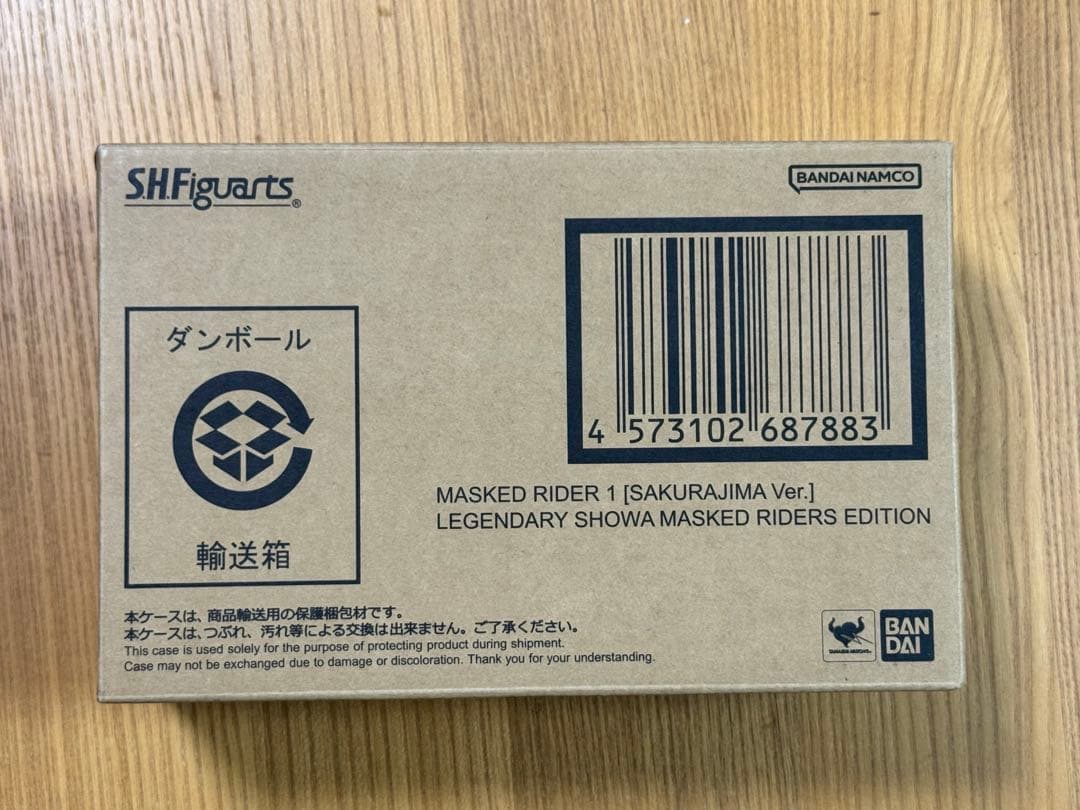 S.H.Figuarts®
BANDAI NAMCO
ダンボール
輸送箱
4 573102 687883
MASKED RIDER 1 [SAKURAJIMA Ver.]
LEGENDARY SHOWA MASKED RIDERS EDITION
本ケースは、商品輸送用の保護梱包材です。
本ケースは、つぶれ、汚れ等による交換は出来ません。ご了承ください。
This case is used solely for the purpose of protecting product during shipment.
Case may not be exchanged due to damage or discoloration. Thank you for your understanding.
TAMASHII NATIONS
BAN
DAI